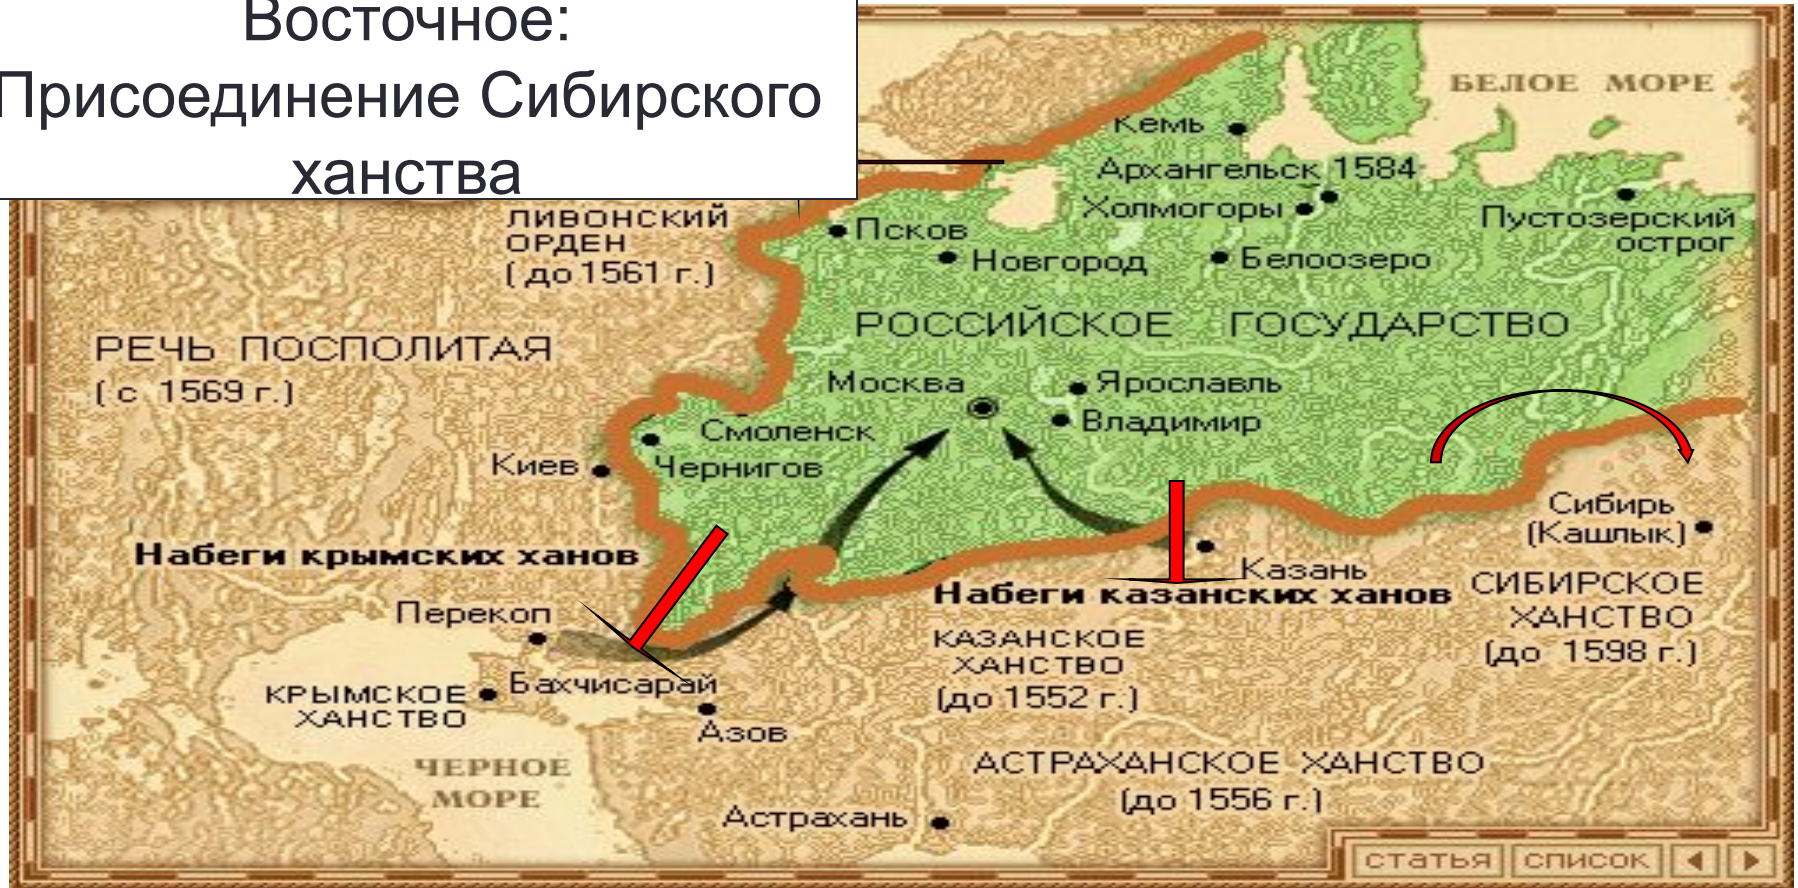 Восточное:
Присоединение Сибирского
ханства
БЕЛОЕ МОРЕ
Кемь
Архангельск 1584
Холмогоры
Пустозерский
острог
ЛИВОНСКИЙ
ОРДЕН
(до 1561 г.)
Псков
Новгород
Белоозеро
РОССИЙСКОЕ ГОСУДАРСТВО
РЕЧЬ ПОСПОЛИТАЯ
(с 1569 г.)
Москва
Ярославль
Владимир
Смоленск
Киев
Чернигов
Сибирь
(Кашлык)
Набеги крымских ханов
Казань
Набеги казанских ханов
СИБИРСКОЕ
ХАНСТВО
(до 1598 г.)
Перекоп
КАЗАНСКОЕ
ХАНСТВО
(до 1552 г.)
Бахчисарай
КРЫМСКОЕ
ХАНСТВО
Азов
ЧЕРНОЕ
МОРЕ
АСТРАХАНСКОЕ ХАНСТВО
(до 1556 г.)
Астрахань
статья
список